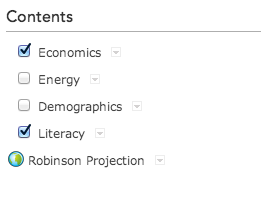 Contents
Economics
Energy
Demographics
Literacy
Robinson Projection